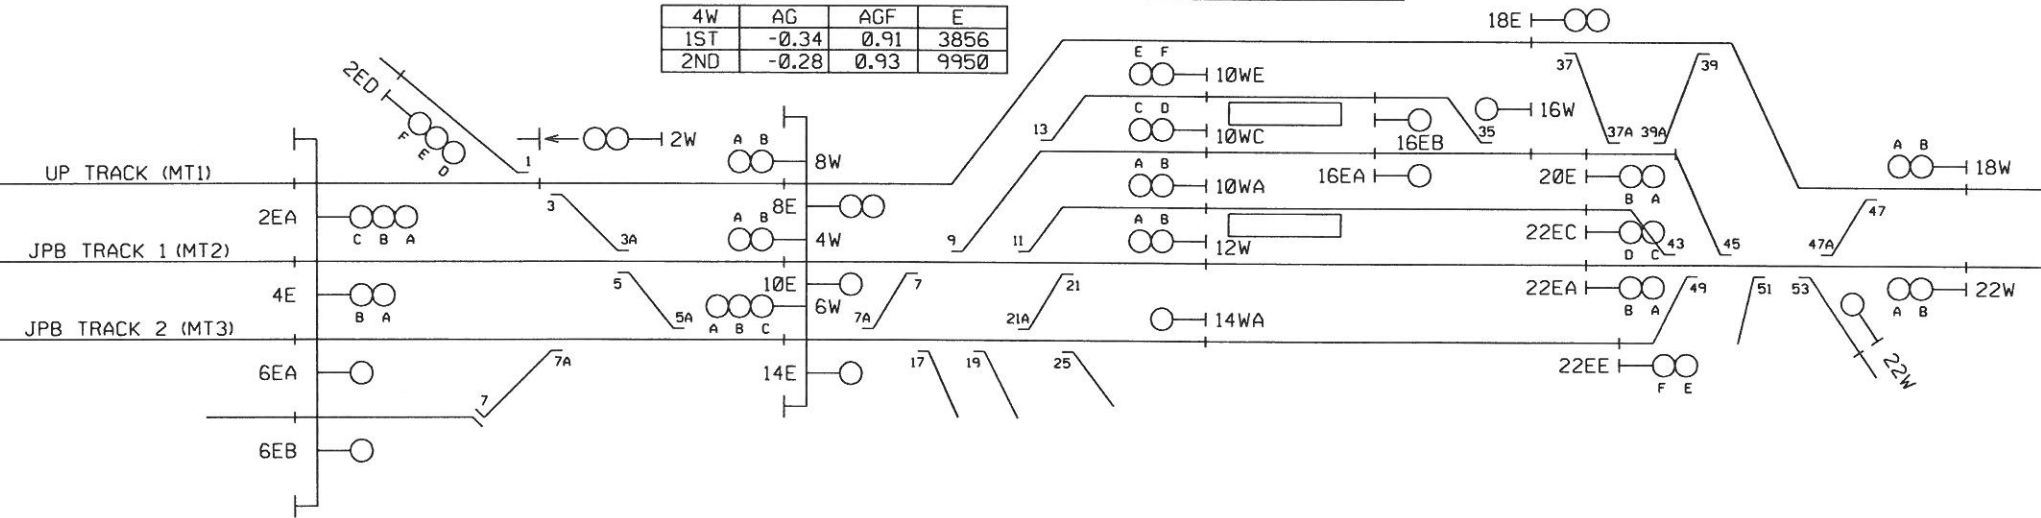 4W AG AGF E
1ST -0.34 0.91 3856
2ND -0.28 0.93 9950
18E
2ED
F E D
E F
10WE
37
39
C D
10WC
13
16W
16EB
35
37A 39A
1
2W
A B
8W
UP TRACK (MT1)
A B
10WA
16EA
20E
B A
A B
18W
3
3A
2EA
C B A
8E
A B
4W
9
11
A B
12W
22EC
D C
43
45
47
47A
JPB TRACK 1 (MT2)
4E
B A
5
5A
10E
6W
A B C
7
7A
21
21A
14WA
22EA
B A
49
51
53
A B
22W
22W
JPB TRACK 2 (MT3)
6EA
7
7A
14E
17
19
25
22EE
F E
6EB